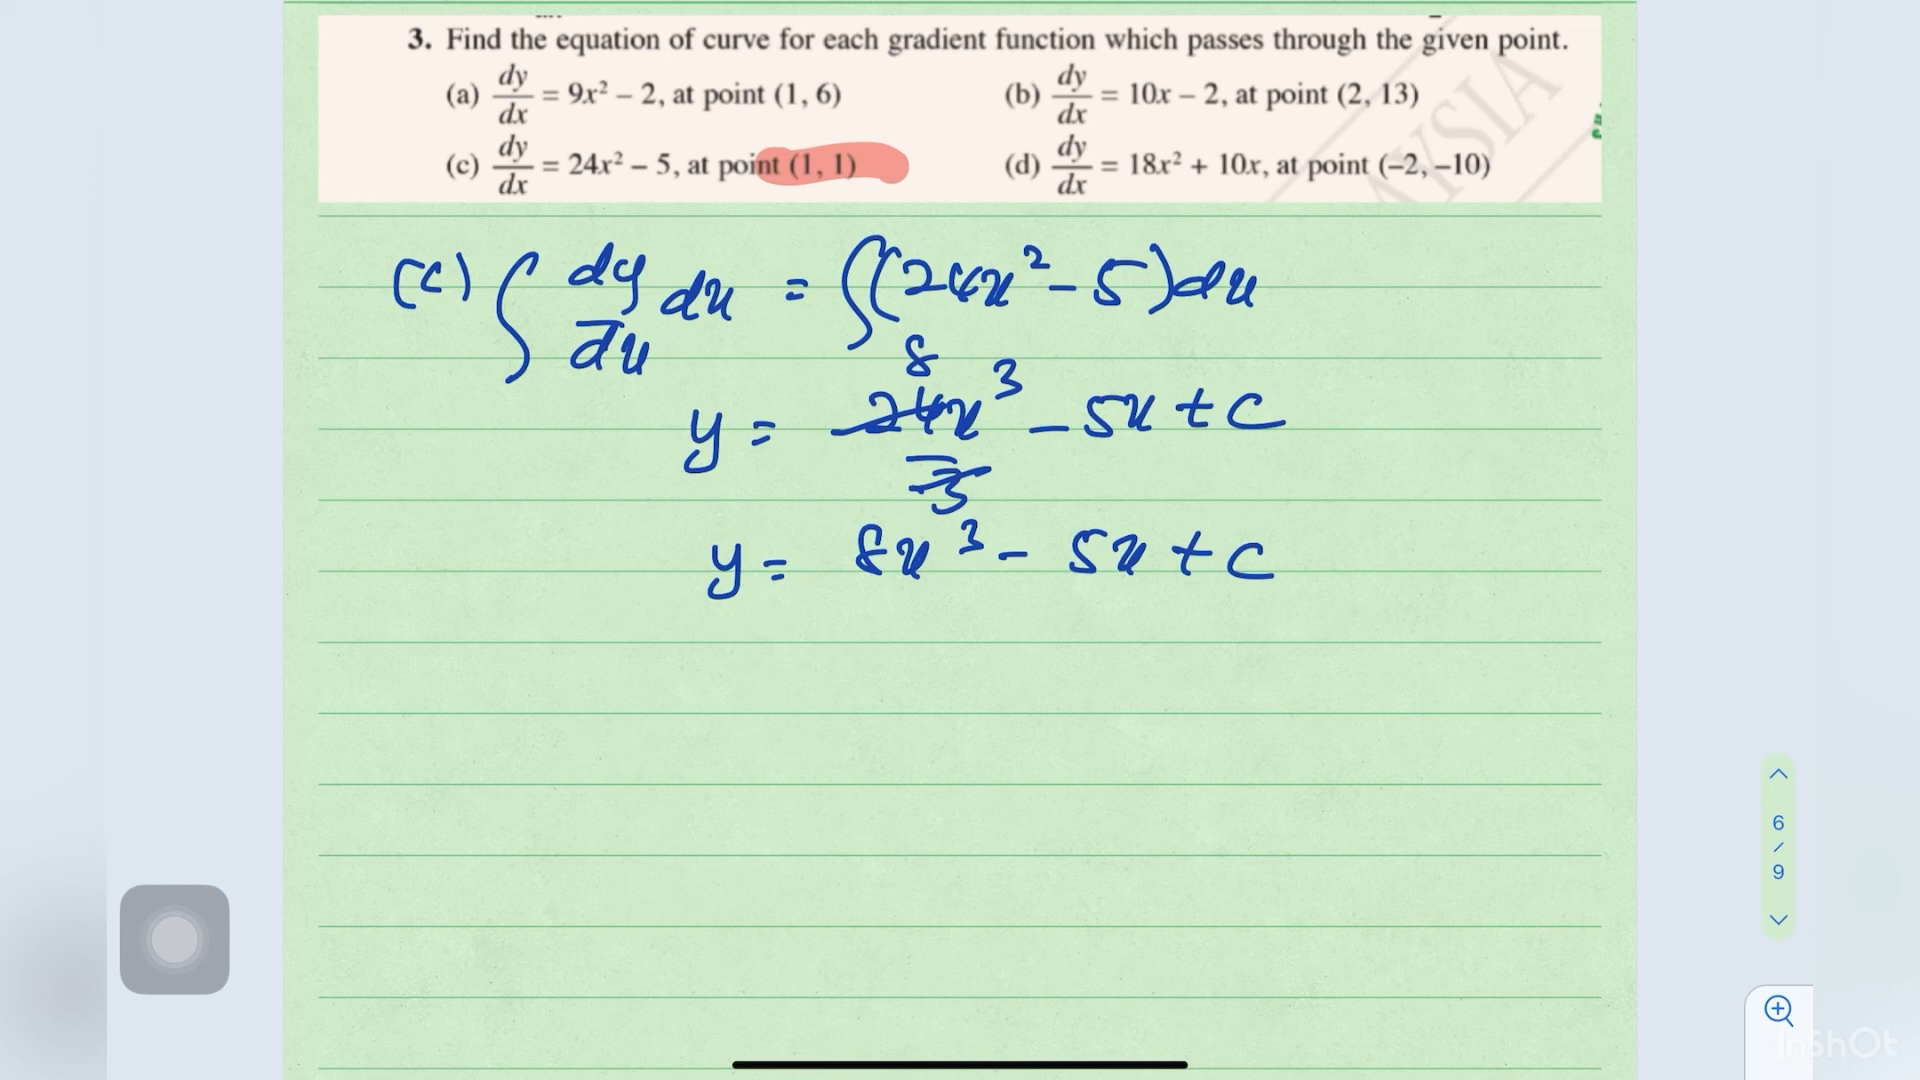 3. Find the equation of curve for each gradient function which passes through the given point.
(a) dy/dx = 9x² – 2, at point (1, 6)
(b) dy/dx = 10x – 2, at point (2, 13)
(c) dy/dx = 24x² – 5, at point (1, 1)
(d) dy/dx = 18x² + 10x, at point (–2, –10)
AYSIA
(c) ∫ dy/dx dx = ∫(24x² - 5)dx
8
y = 24x³/3 - 5x + c
y = 8x³ - 5x + c
6
/
9
InShOt